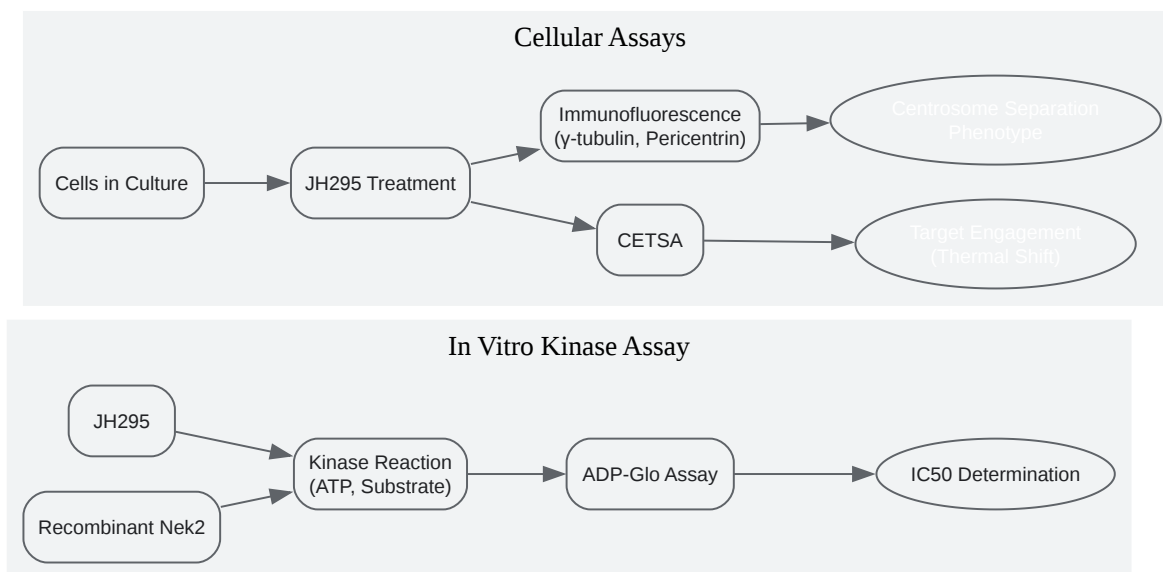 Cellular Assays
Immunofluorescence
(γ-tubulin, Pericentrin)
Centrosome Separation
Phenotype
Cells in Culture
JH295 Treatment
CETSA
Target Engagement
(Thermal Shift)
In Vitro Kinase Assay
JH295
Kinase Reaction
(ATP, Substrate)
ADP-Glo Assay
IC50 Determination
Recombinant Nek2